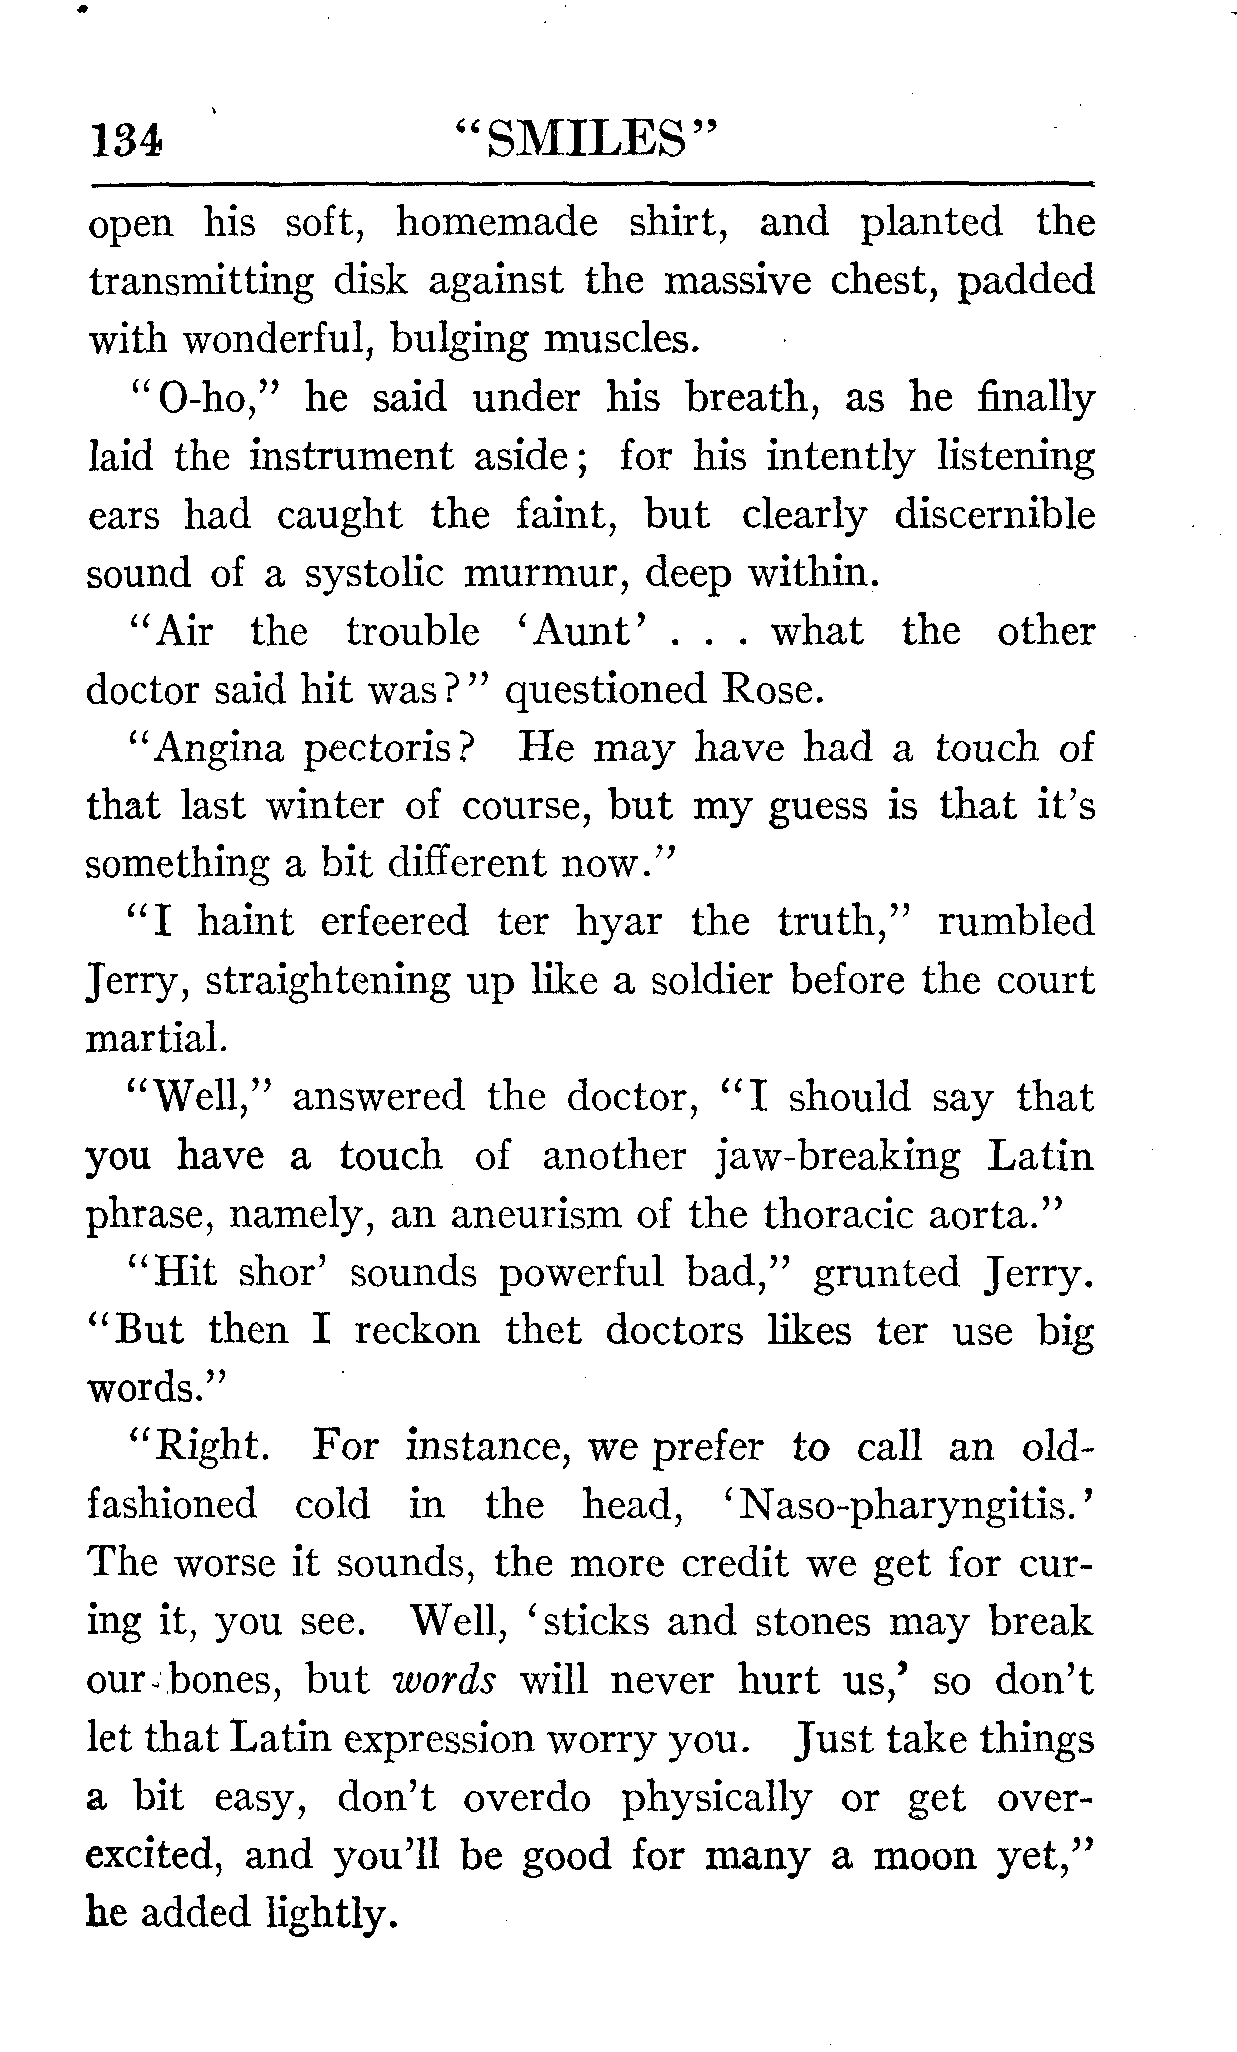 134 "SMILES"
open his soft, homemade shirt, and planted the
transmitting disk against the massive chest, padded
with wonderful, bulging muscles.
"O-ho," he said under his breath, as he finally
laid the instrument aside; for his intently listening
ears had caught the faint, but clearly discernible
sound of a systolic murmur, deep within.
"Air the trouble 'Aunt' . . . what the other
doctor said hit was?" questioned Rose.
"Angina pectoris? He may have had a touch of
that last winter of course, but my guess is that it's
something a bit different now."
"I haint erfeered ter hyar the truth," rumbled
Jerry, straightening up like a soldier before the court
martial.
"Well," answered the doctor, "I should say that
you have a touch of another jaw-breaking Latin
phrase, namely, an aneurism of the thoracic aorta."
"Hit shor' sounds powerful bad," grunted Jerry.
"But then I reckon thet doctors likes ter use big
words."
"Right. For instance, we prefer to call an old-
fashioned cold in the head, 'Naso-pharyngitis.'
The worse it sounds, the more credit we get for cur-
ing it, you see. Well, 'sticks and stones may break
our bones, but words will never hurt us,' so don't
let that Latin expression worry you. Just take things
a bit easy, don't overdo physically or get over-
excited, and you'll be good for many a moon yet,"
he added lightly.